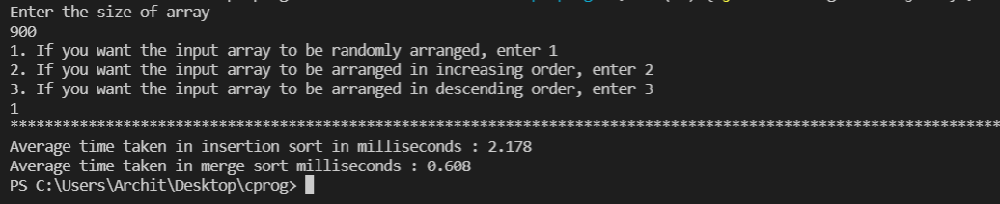 Enter the size of array
900
1. If you want the input array to be randomly arranged, enter 1
2. If you want the input array to be arranged in increasing order, enter 2
3. If you want the input array to be arranged in descending order, enter 3
1
******************************************************************************************************************
Average time taken in insertion sort in milliseconds : 2.178
Average time taken in merge sort milliseconds : 0.608
PS C:\Users\Archit\Desktop\cprog>